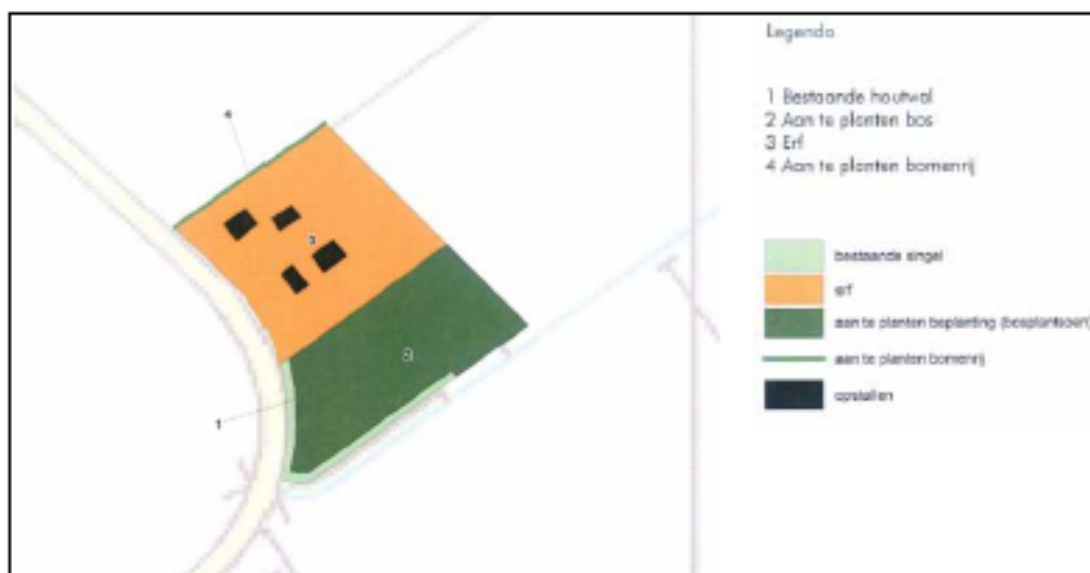 Legenda
1 Bestaande houtwal
2 Aan te planten bos
3 Erf
4 Aan te planten bomenrij
bestaande singel
erf
aan te planten beplanting (bosplantsoen)
aan te planten bomenrij
opstallen
4
3
2
1